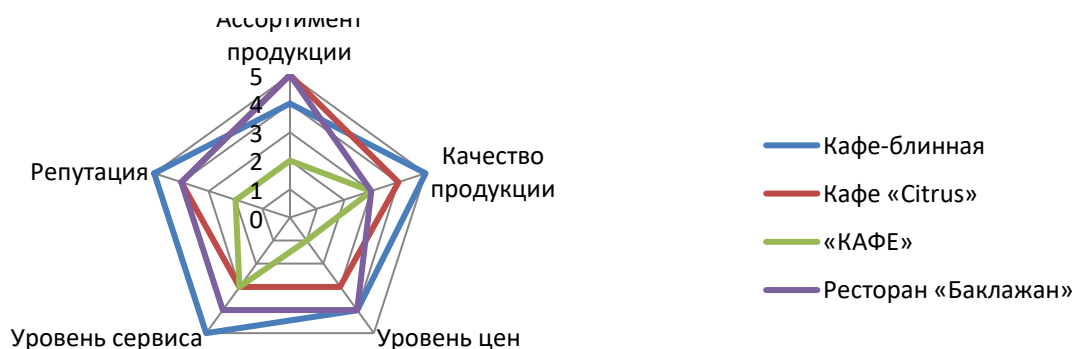 Ассортимент
продукции
5
4
3
2
1
0
Качество
продукции
Репутация
Уровень сервиса
Уровень цен
Кафе-блинная
Кафе «Citrus»
«КАФЕ»
Ресторан «Баклажан»